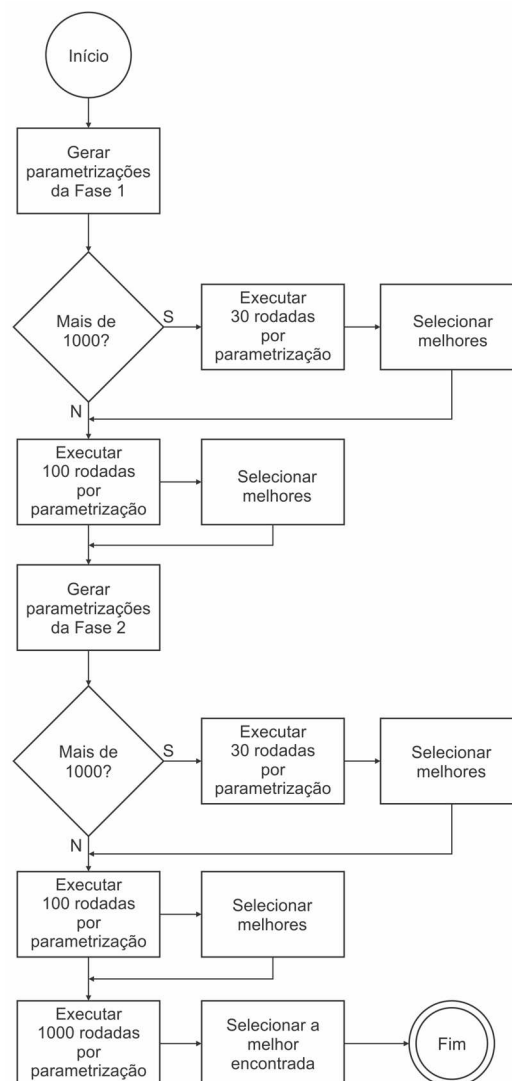 Início
Gerar
parametrizações
da Fase 1
Mais de
1000?
S
Executar
30 rodadas
por
parametrização
Selecionar
melhores
N
Executar
100 rodadas
por
parametrização
Selecionar
melhores
Gerar
parametrizações
da Fase 2
Mais de
1000?
S
Executar
30 rodadas
por
parametrização
Selecionar
melhores
N
Executar
100 rodadas
por
parametrização
Selecionar
melhores
Executar
1000 rodadas
por
parametrização
Selecionar a
melhor
encontrada
Fim